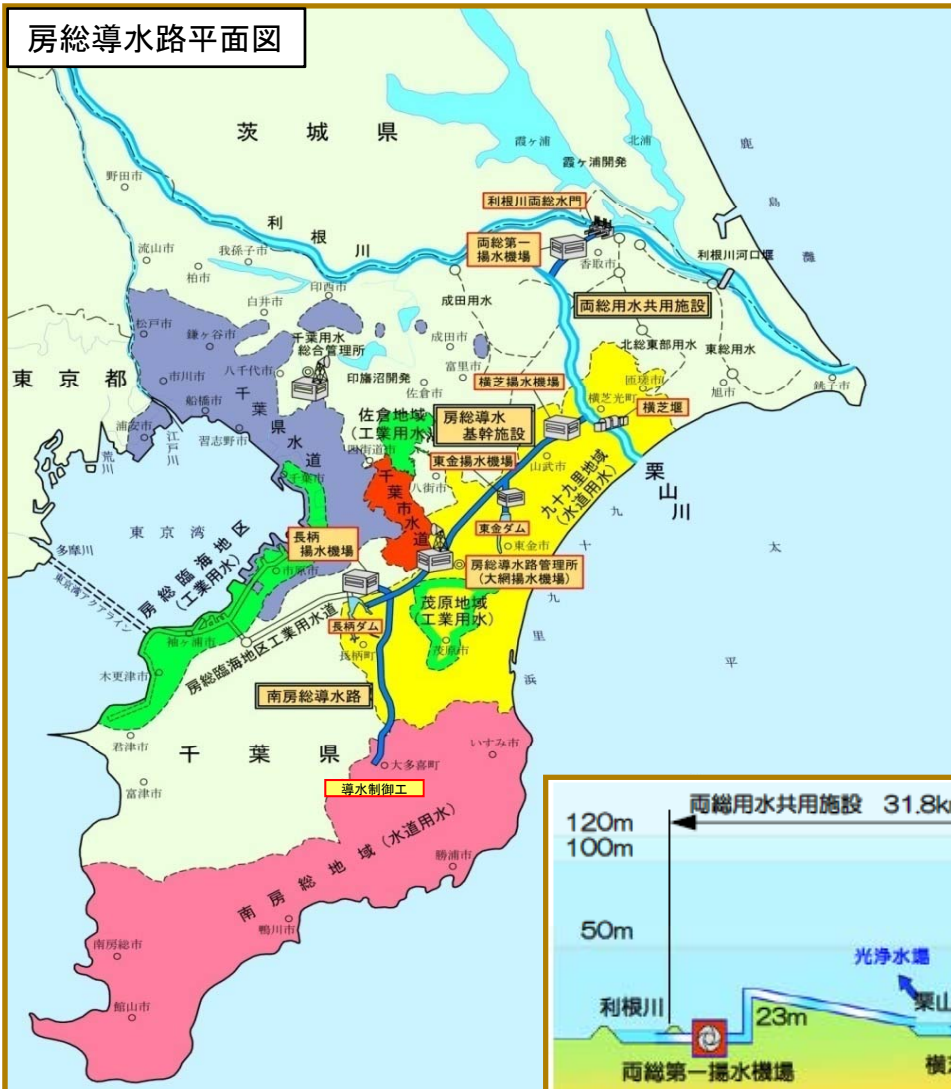 房総導水路平面図
茨城県
霞ヶ浦
北浦
鹿島灘
霞ヶ浦開発
野田市
利根川両総水門
利根川
両総第一
揚水機場
香取市
利根川河口堰
流山市
我孫子市
柏市
印西市
成田用水
両総用水共用施設
白井市
松戸市
鎌ヶ谷市
千葉用水
総合管理所
成田市
北総東部用水
東総用水
東京都
市川市
八千代市
印旛沼開発
富里市
横芝揚水機場
匝瑳市
旭市
銚子市
船橋市
佐倉市
横芝光町
横芝堰
浦安市
習志野市
千葉県水道
佐倉地域
(工業用水)
房総導水
基幹施設
江戸川
荒川
四街道市
東金揚水機場
山武市
栗山川
千葉市
八街市
千葉市水道
九十九里地域
(水道用水)
東京湾
長柄
揚水機場
東金ダム
東金市
多摩川
東京湾アクアライン
房総臨海地区
(工業用水)
市原市
房総導水路管理所
(大網揚水機場)
九十九里浜
太平
茂原地域
(工業用水)
長柄ダム
袖ヶ浦市
房総臨海地区工業用水道
長柄町
茂原市
木更津市
南房総導水路
君津市
千葉県
いすみ市
大多喜町
富津市
導水制御工
南房総地域(水道用水)
勝浦市
鴨川市
南房総市
館山市
両総用水共用施設 31.8k
120m
100m
50m
光浄水場
利根川
栗山
23m
両総第一揚水機場
横